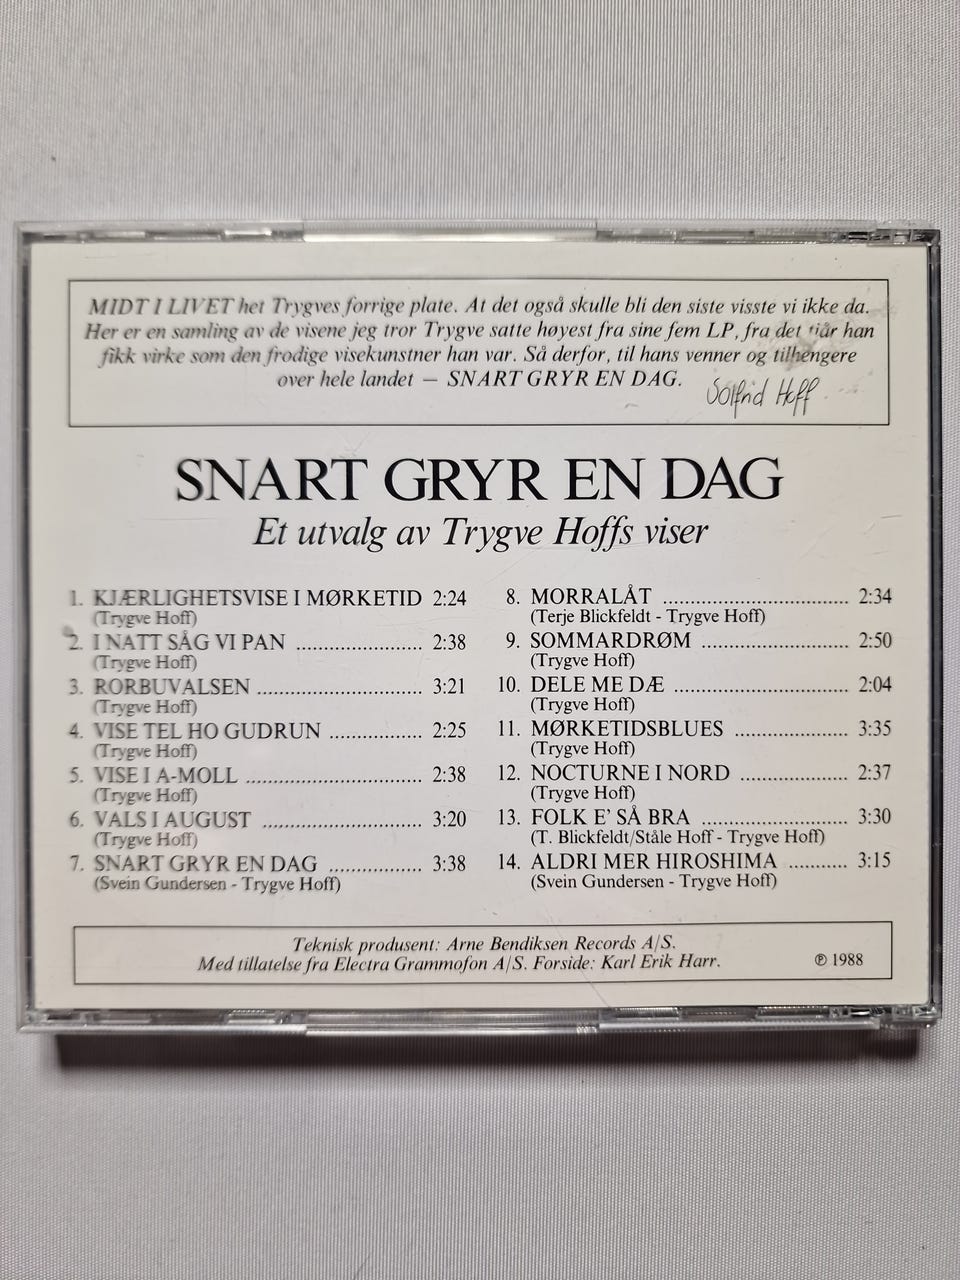 MIDT I LIVET het Trygves forrige plate. At det også skulle bli den siste visste vi ikke da.
Her er en samling av de visene jeg tror Trygve satte høyest fra sine fem LP, fra det tiår han
fikk virke som den frodige visekunstner han var. Så derfor, til hans venner og tilhengere
over hele landet — SNART GRYR EN DAG.
Solfrid Hoff
SNART GRYR EN DAG
Et utvalg av Trygve Hoffs viser
1. KJÆRLIGHETSVISE I MØRKETID 2:24
(Trygve Hoff)
2. I NATT SÅG VI PAN ........................ 2:38
(Trygve Hoff)
3. RORBUVALSEN ............................... 3:21
(Trygve Hoff)
4. VISE TEL HO GUDRUN ................. 2:25
(Trygve Hoff)
5. VISE I A-MOLL ................................. 2:38
(Trygve Hoff)
6. VALS I AUGUST .............................. 3:20
(Trygve Hoff)
7. SNART GRYR EN DAG .................. 3:38
(Svein Gundersen - Trygve Hoff)
8. MORRALÅT ................................... 2:34
(Terje Blickfeldt - Trygve Hoff)
9. SOMMARDRØM ............................ 2:50
(Trygve Hoff)
10. DELE ME DÆ ................................. 2:04
(Trygve Hoff)
11. MØRKETIDSBLUES ...................... 3:35
(Trygve Hoff)
12. NOCTURNE I NORD ..................... 2:37
(Trygve Hoff)
13. FOLK E' SÅ BRA ............................ 3:30
(T. Blickfeldt/Ståle Hoff - Trygve Hoff)
14. ALDRI MER HIROSHIMA ........... 3:15
(Svein Gundersen - Trygve Hoff)
Teknisk produsent: Arne Bendiksen Records A/S.
Med tillatelse fra Electra Grammofon A/S. Forside: Karl Erik Harr.
℗ 1988